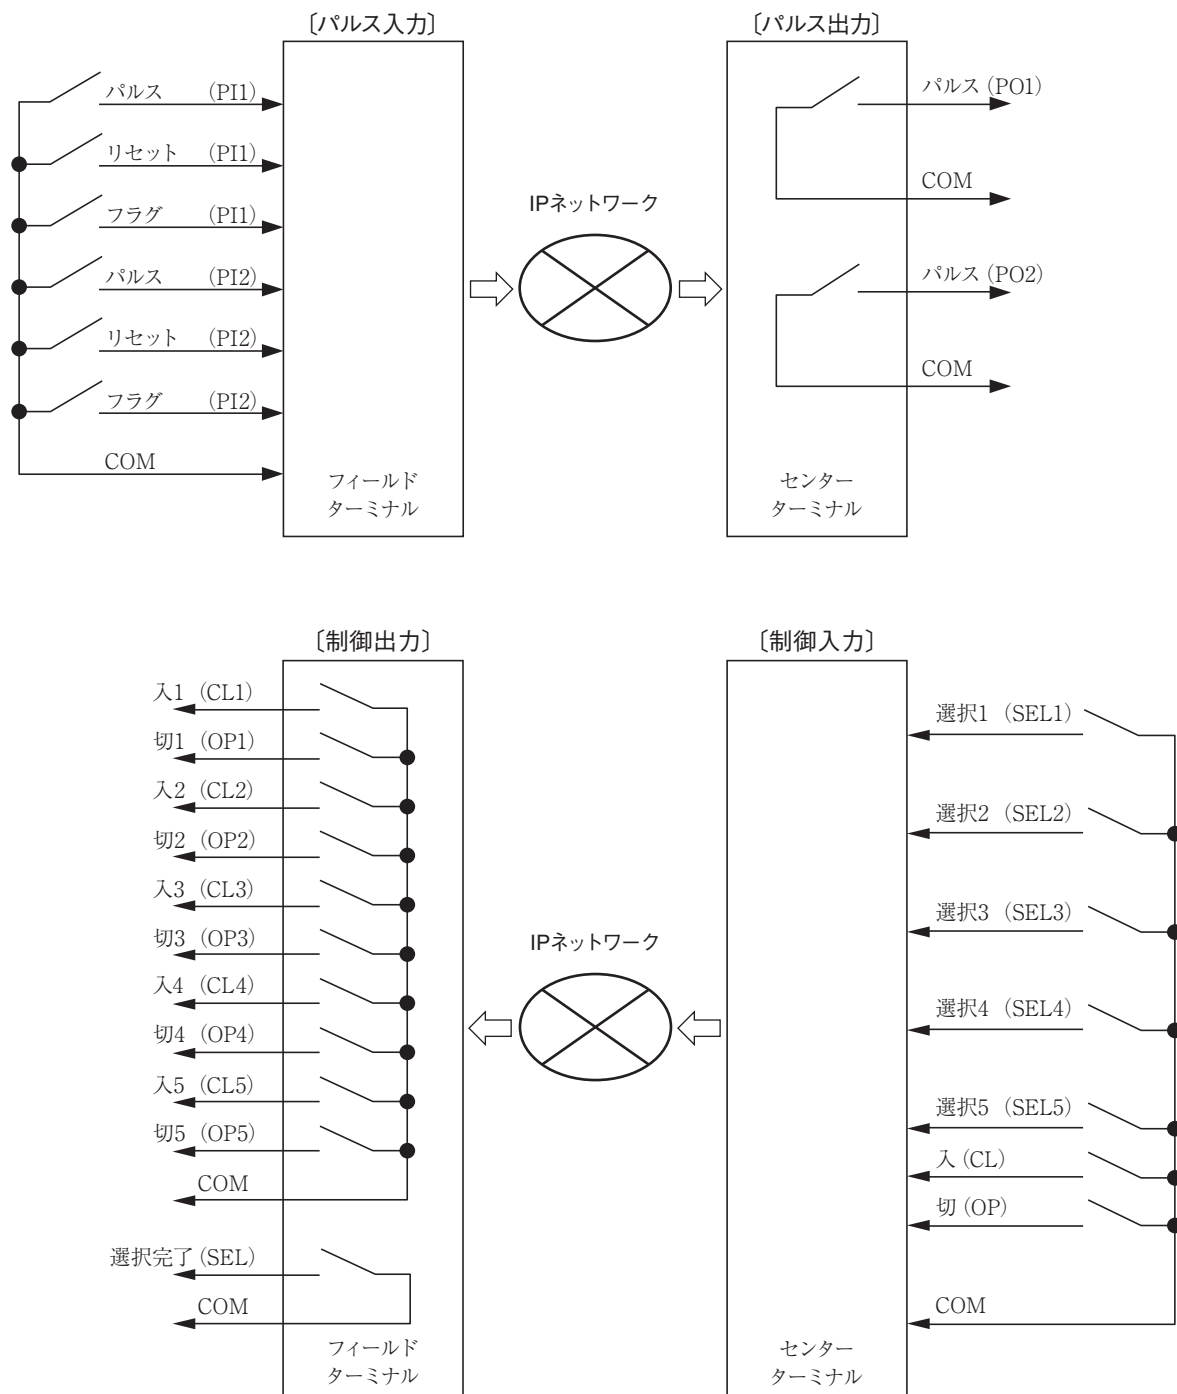 〔パルス入力〕
パルス (PI1)
リセット (PI1)
フラグ (PI1)
パルス (PI2)
リセット (PI2)
フラグ (PI2)
COM
フィールド
ターミナル
IPネットワーク
〔パルス出力〕
パルス (PO1)
COM
パルス (PO2)
COM
センター
ターミナル
〔制御出力〕
入1 (CL1)
切1 (OP1)
入2 (CL2)
切2 (OP2)
入3 (CL3)
切3 (OP3)
入4 (CL4)
切4 (OP4)
入5 (CL5)
切5 (OP5)
COM
選択完了 (SEL)
COM
フィールド
ターミナル
IPネットワーク
〔制御入力〕
選択1 (SEL1)
選択2 (SEL2)
選択3 (SEL3)
選択4 (SEL4)
選択5 (SEL5)
入 (CL)
切 (OP)
COM
センター
ターミナル